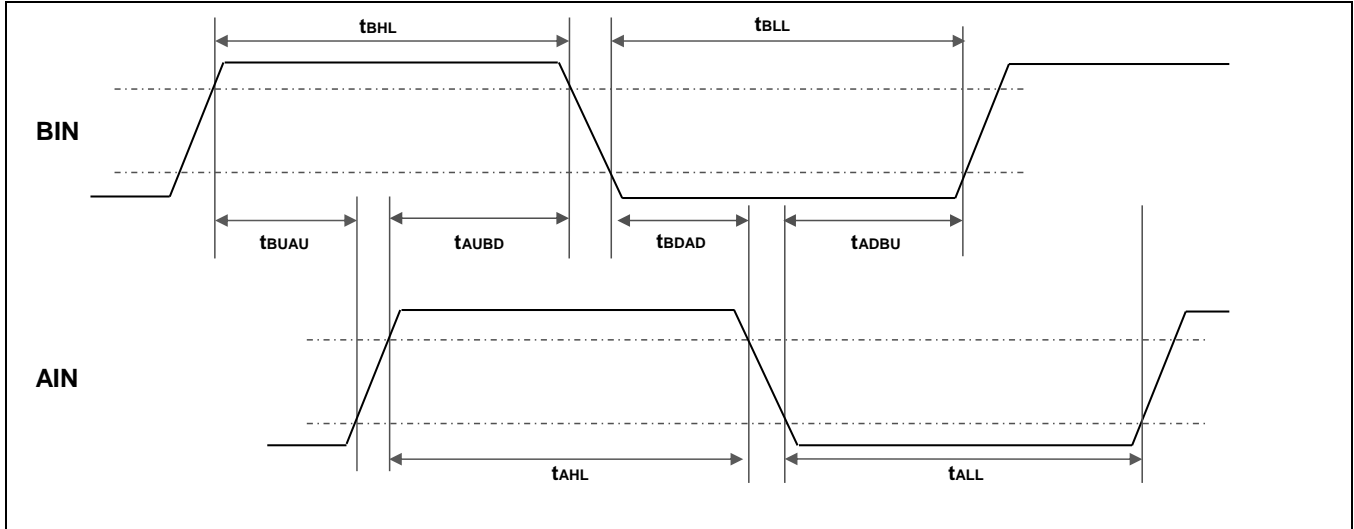 tBHL
tBLL
BIN
tBUAU
tAUBD
tBDAD
tADBU
AIN
tAHL
tALL